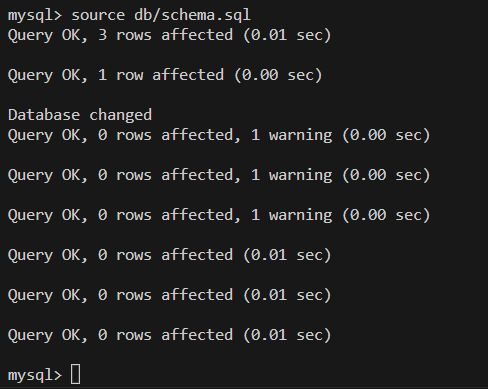 mysql> source db/schema.sql
Query OK, 3 rows affected (0.01 sec)
Query OK, 1 row affected (0.00 sec)
Database changed
Query OK, 0 rows affected, 1 warning (0.00 sec)
Query OK, 0 rows affected, 1 warning (0.00 sec)
Query OK, 0 rows affected, 1 warning (0.00 sec)
Query OK, 0 rows affected (0.01 sec)
Query OK, 0 rows affected (0.01 sec)
Query OK, 0 rows affected (0.01 sec)
mysql>